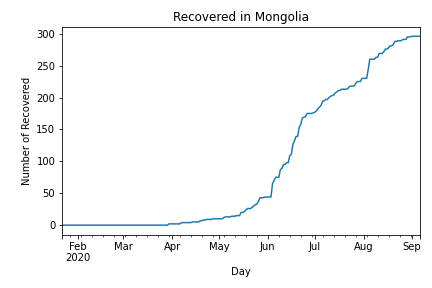 Recovered in Mongolia
Number of Recovered
300
250
200
150
100
50
0
Feb
2020
Mar
Apr
May
Jun
Jul
Aug
Sep
Day